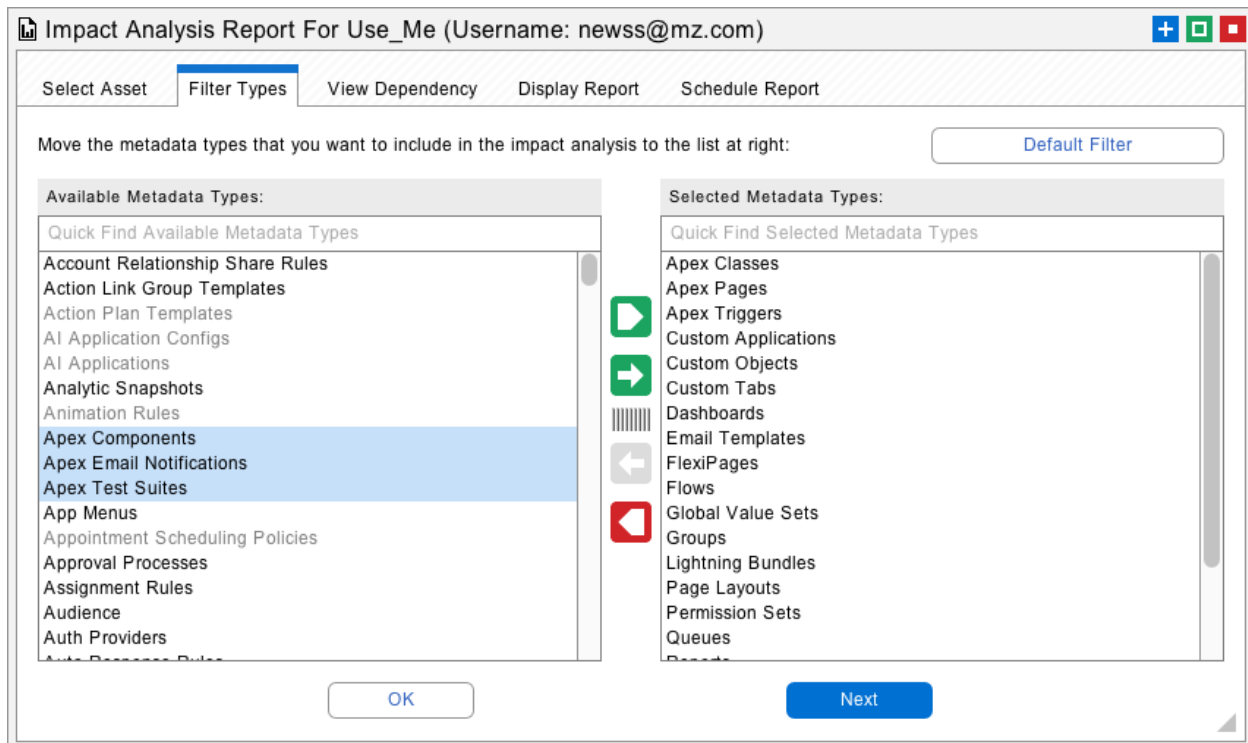 Impact Analysis Report For Use_Me (Username: newss@mz.com)
Select Asset
Filter Types
View Dependency
Display Report
Schedule Report
Move the metadata types that you want to include in the impact analysis to the list at right:
Default Filter
Available Metadata Types:
Quick Find Available Metadata Types
Account Relationship Share Rules
Action Link Group Templates
Action Plan Templates
AI Application Configs
AI Applications
Analytic Snapshots
Animation Rules
Apex Components
Apex Email Notifications
Apex Test Suites
App Menus
Appointment Scheduling Policies
Approval Processes
Assignment Rules
Audience
Auth Providers
Auto Response Rules
Selected Metadata Types:
Quick Find Selected Metadata Types
Apex Classes
Apex Pages
Apex Triggers
Custom Applications
Custom Objects
Custom Tabs
Dashboards
Email Templates
FlexiPages
Flows
Global Value Sets
Groups
Lightning Bundles
Page Layouts
Permission Sets
Queues
Reports
OK
Next